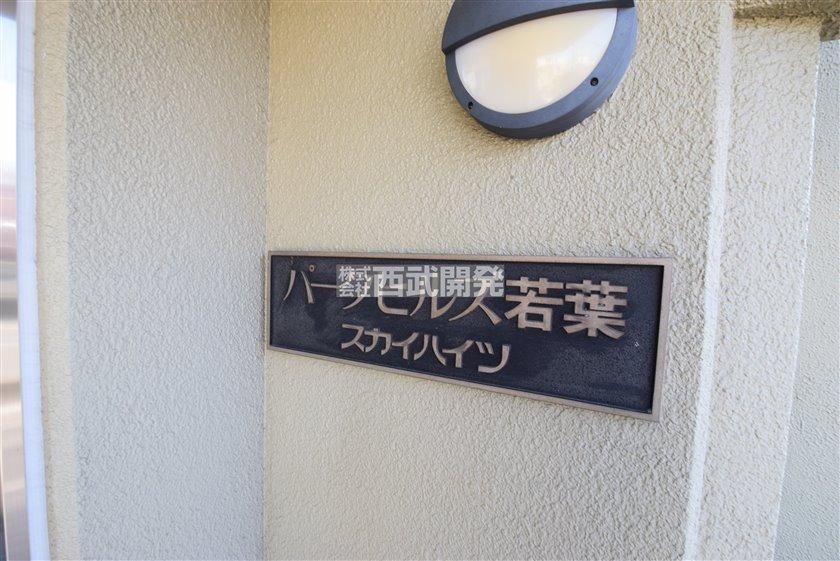 パークヒルズ若葉
スカイハイツ
株式会社 西武開発